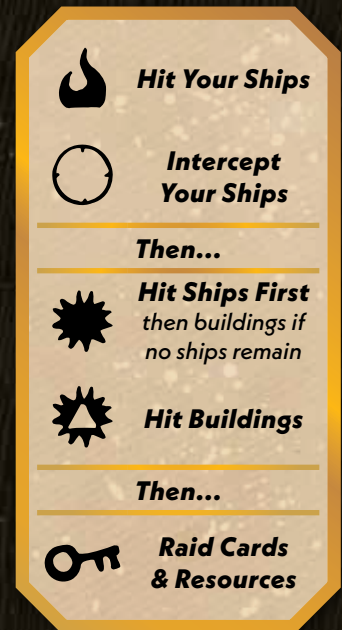 Hit Your Ships
Intercept
Your Ships
Then...
Hit Ships First
then buildings if
no ships remain
Hit Buildings
Then...
Raid Cards
& Resources